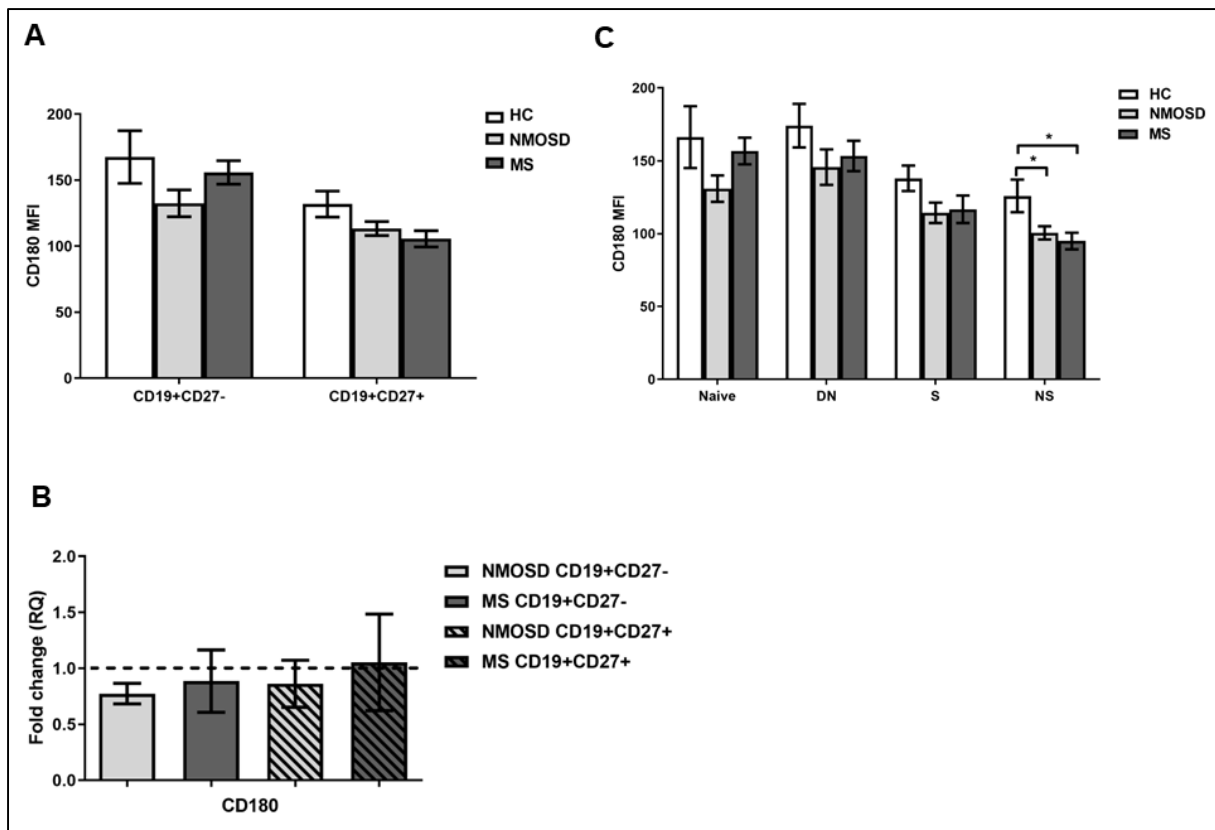 A
CD180 MFI
200
150
100
50
0
CD19+CD27-
CD19+CD27+
HC
NMOSD
MS
C
CD180 MFI
200
150
100
50
0
Naive
DN
S
NS
*
*
HC
NMOSD
MS
B
Fold change (RQ)
2.0
1.5
1.0
0.5
0.0
CD180
NMOSD CD19+CD27-
MS CD19+CD27-
NMOSD CD19+CD27+
MS CD19+CD27+